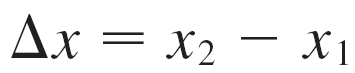 Δx = x₂ − x₁